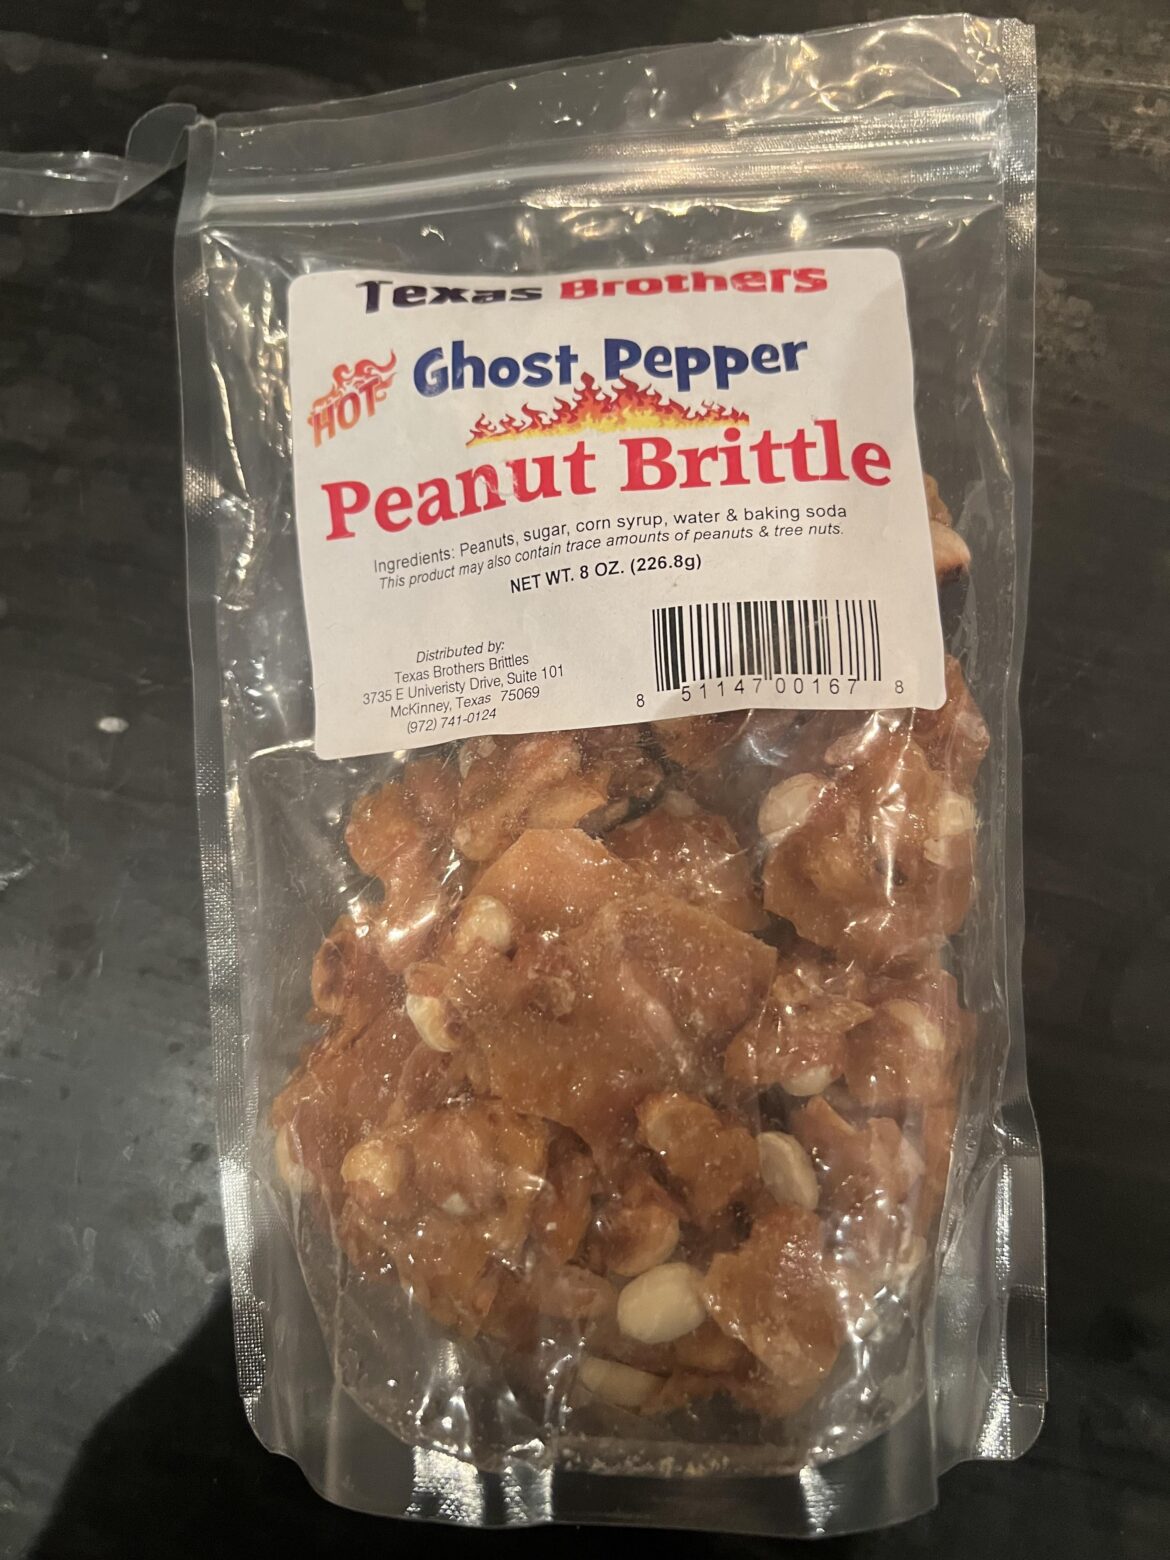 Texas Brothers
HOT
Ghost Pepper
Peanut Brittle
Ingredients: Peanuts, sugar, corn syrup, water & baking soda
This product may also contain trace amounts of peanuts & tree nuts.
NET WT. 8 OZ. (226.8g)
Distributed by:
Texas Brothers Brittles
3735 E Univeristy Drive, Suite 101
McKinney, Texas 75069
(972) 741-0124
8 51147 00167 8